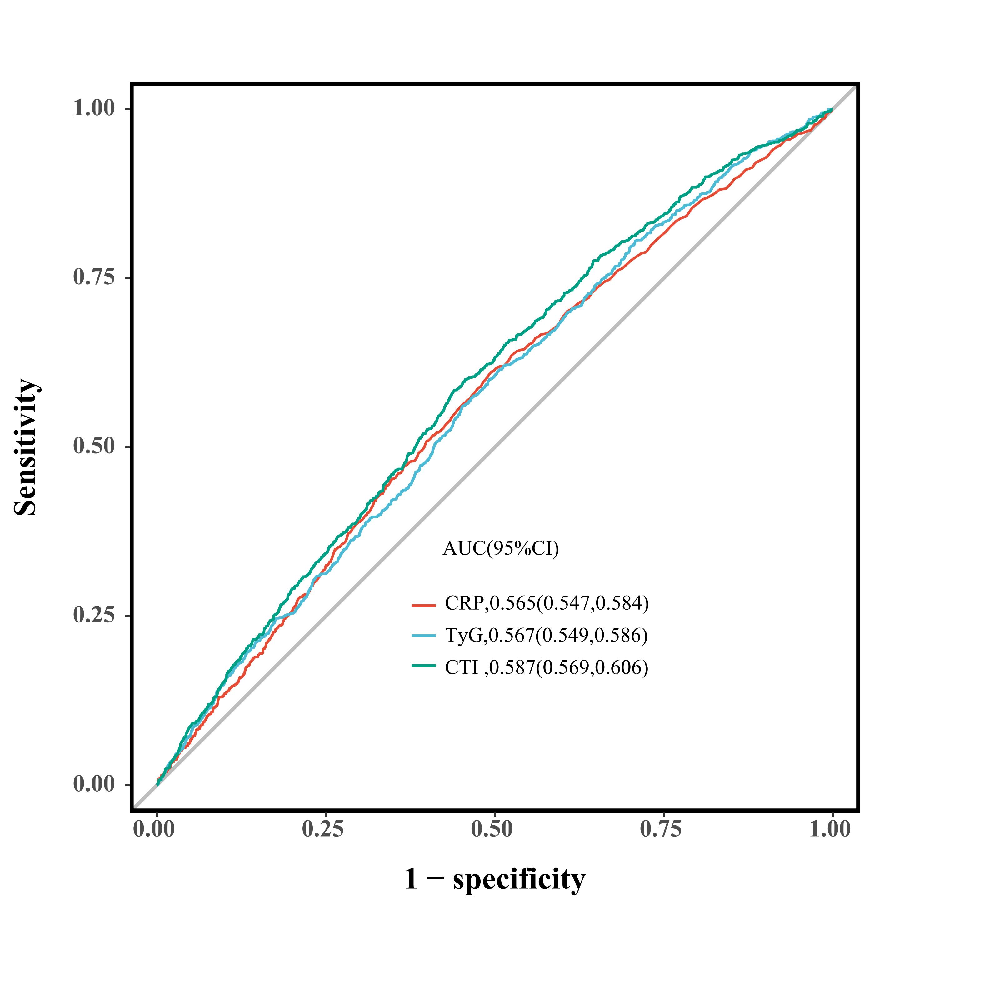 1.00
0.75
0.50
0.25
0.00
Sensitivity
AUC(95%CI)
CRP,0.565(0.547,0.584)
TyG,0.567(0.549,0.586)
CTI ,0.587(0.569,0.606)
0.00 0.25 0.50 0.75 1.00
1 − specificity